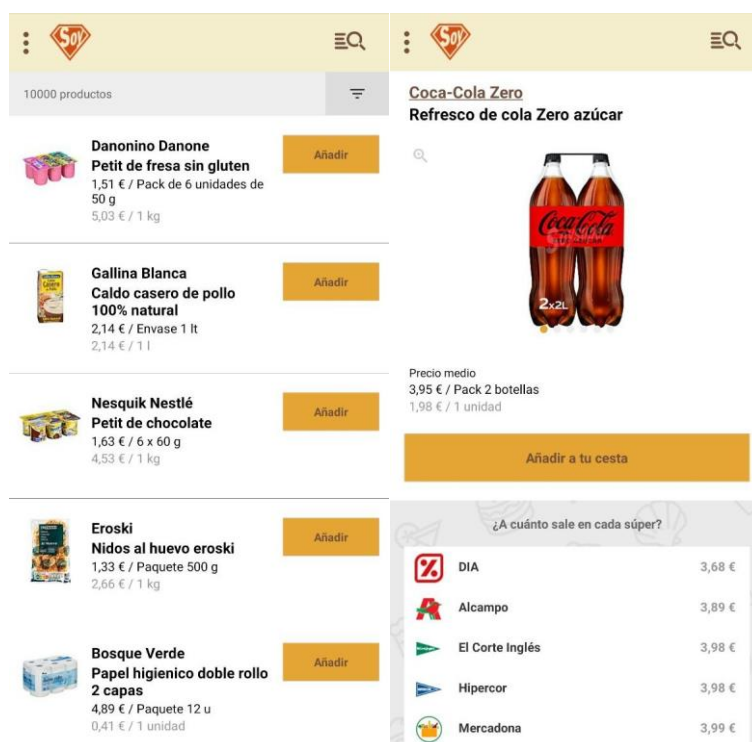 Soy
10000 productos
Danonino Danone
Petit de fresa sin gluten
1,51 € / Pack de 6 unidades de
50 g
5,03 € / 1 kg
Añadir
Gallina Blanca
Caldo casero de pollo
100% natural
2,14 € / Envase 1 lt
2,14 € / 1 l
Añadir
Nesquik Nestlé
Petit de chocolate
1,63 € / 6 x 60 g
4,53 € / 1 kg
Añadir
Eroski
Nidos al huevo eroski
1,33 € / Paquete 500 g
2,66 € / 1 kg
Añadir
Bosque Verde
Papel higienico doble rollo
2 capas
4,89 € / Paquete 12 u
0,41 € / 1 unidad
Añadir
Soy
Coca-Cola Zero
Refresco de cola Zero azúcar
Coca-Cola
2x2L
Precio medio
3,95 € / Pack 2 botellas
1,98 € / 1 unidad
Añadir a tu cesta
¿A cuánto sale en cada súper?
DIA 3,68 €
Alcampo 3,89 €
El Corte Inglés 3,98 €
Hipercor 3,98 €
Mercadona 3,99 €